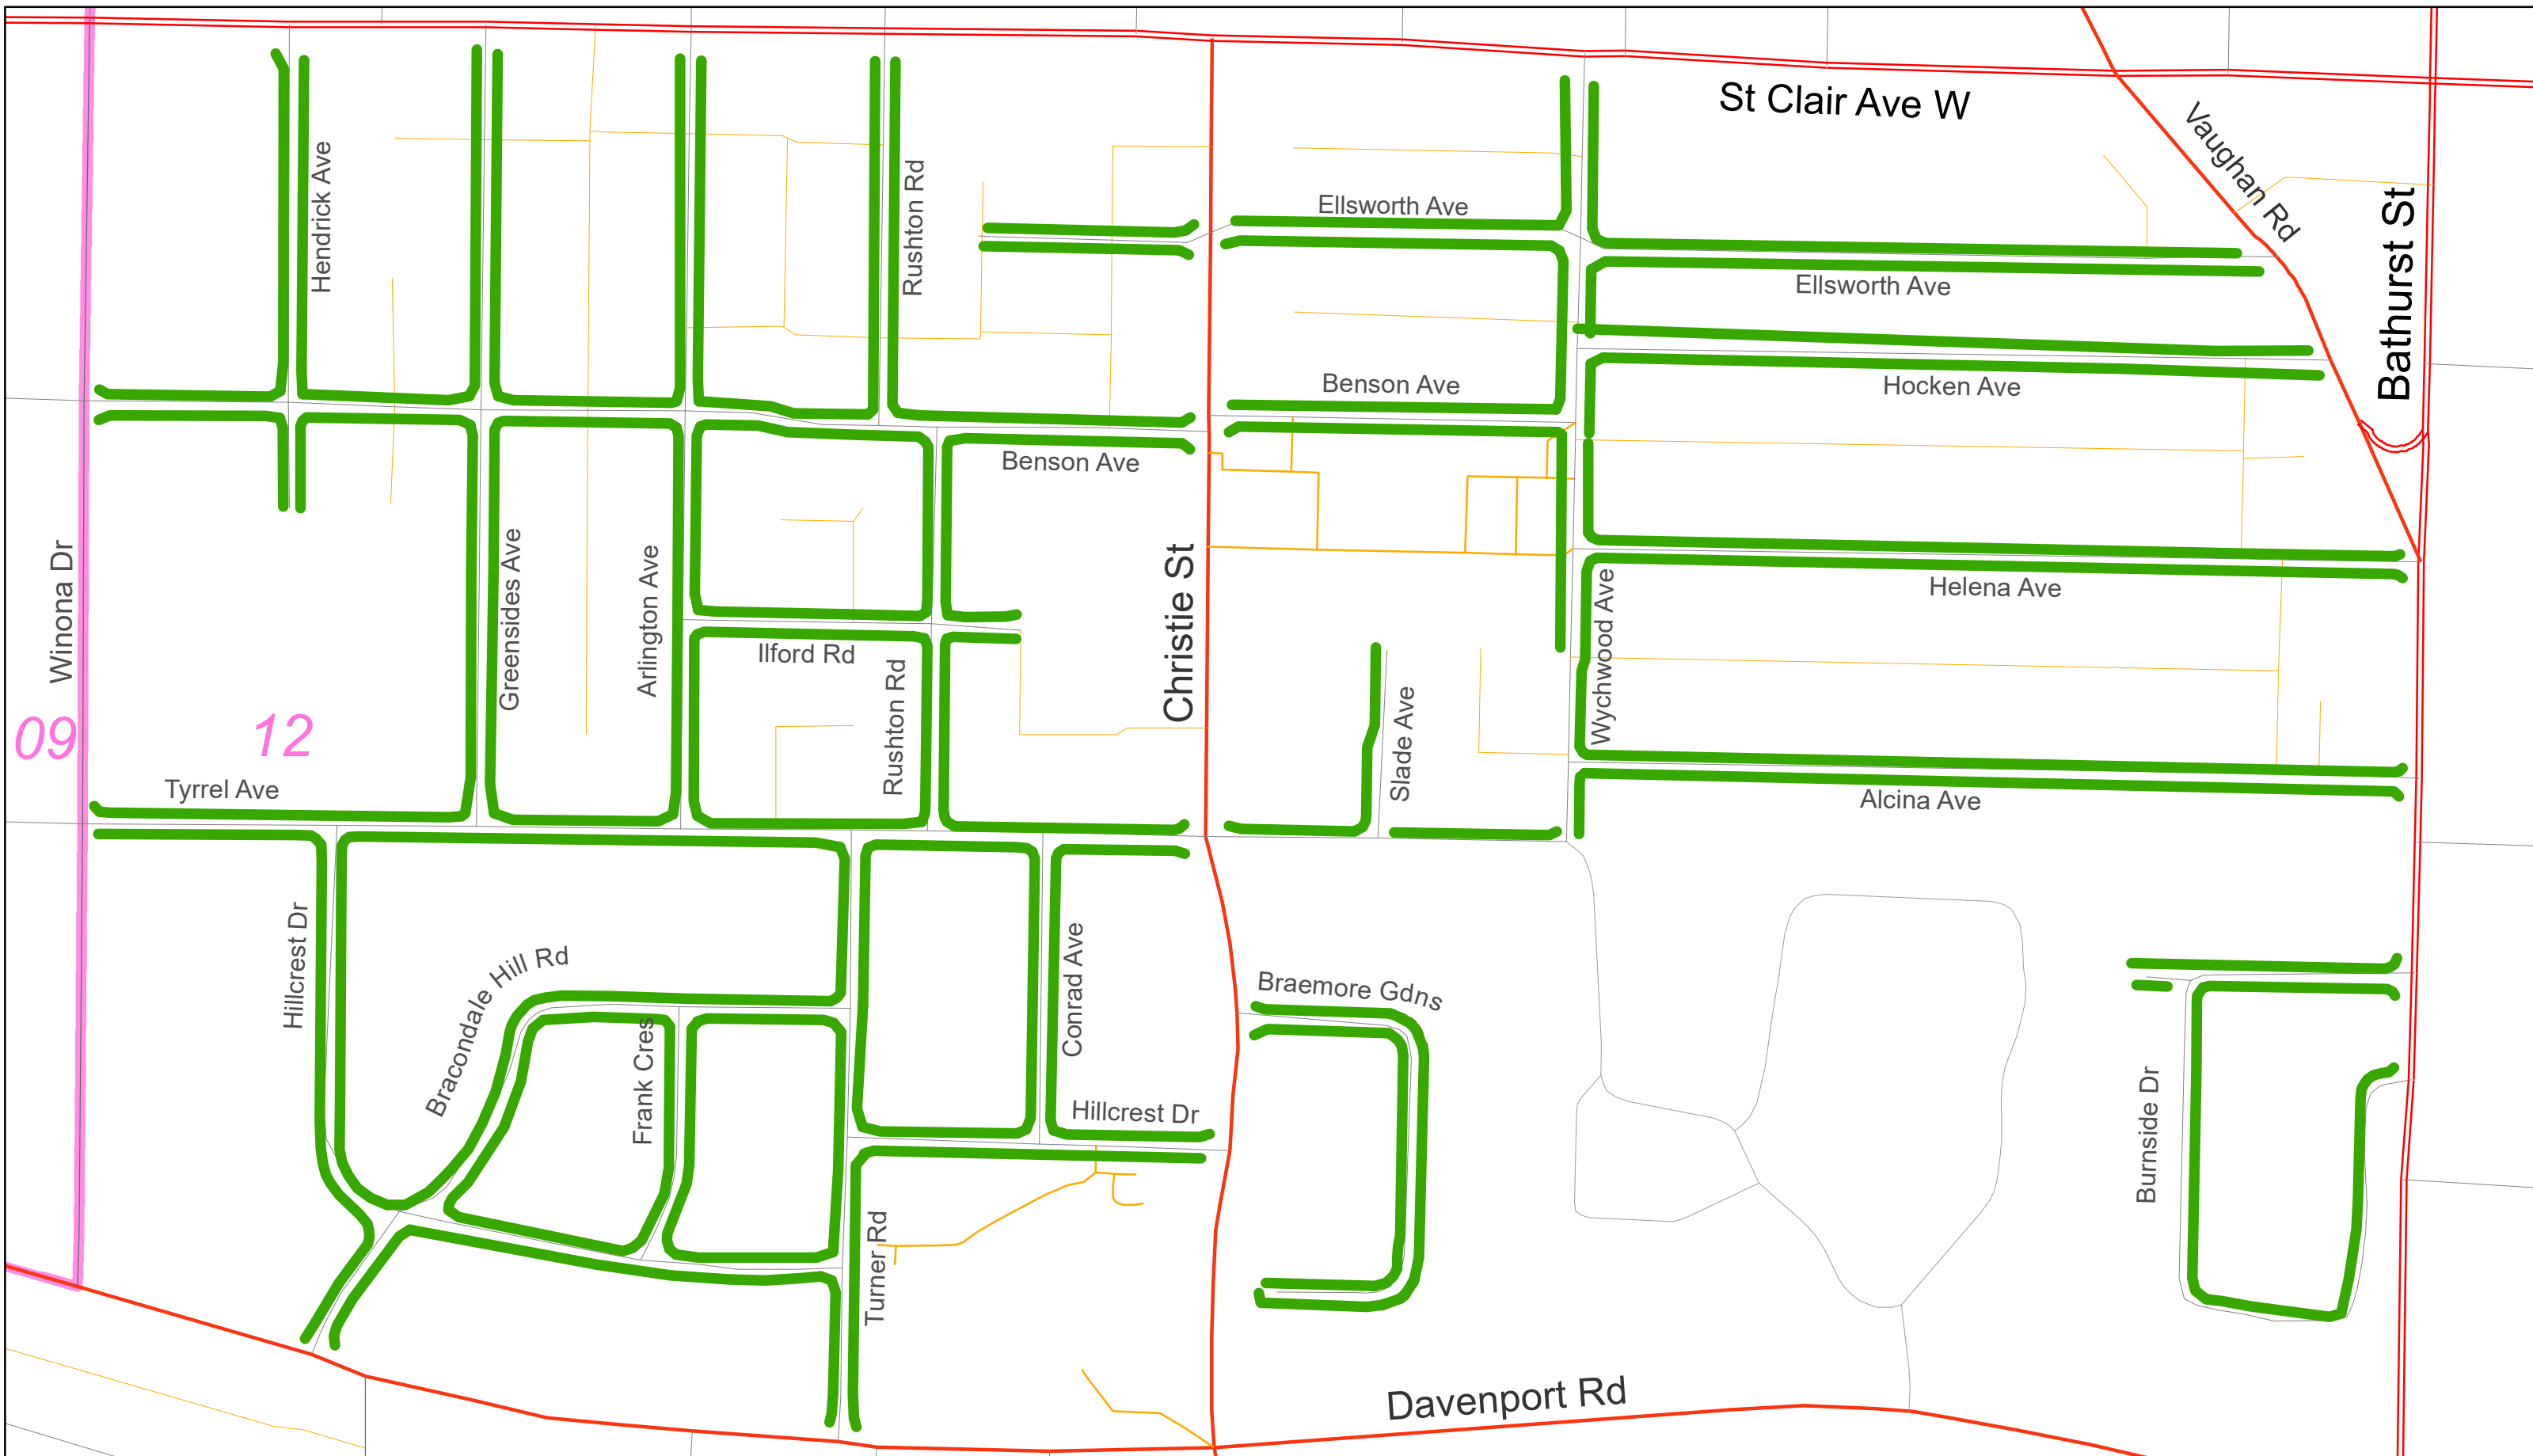 St Clair Ave W
Vaughan Rd
Hendrick Ave
Rushton Rd
Ellsworth Ave
Bathurst St
Ellsworth Ave
Benson Ave
Hocken Ave
Benson Ave
Winona Dr
Greensides Ave
Arlington Ave
Christie St
Helena Ave
Wychwood Ave
Ilford Rd
Rushton Rd
Slade Ave
09
12
Tyrrel Ave
Alcina Ave
Hillcrest Dr
Bracondale Hill Rd
Conrad Ave
Braemore Gdns
Frank Cres
Hillcrest Dr
Burnside Dr
Turner Rd
Davenport Rd